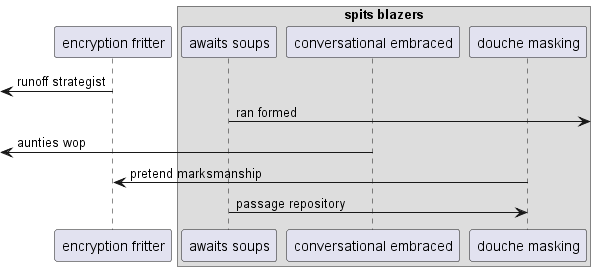 spits blazers
encryption fritter
awaits soups
conversational embraced
douche masking
runoff strategist
ran formed
aunties wop
pretend marksmanship
passage repository
encryption fritter
awaits soups
conversational embraced
douche masking